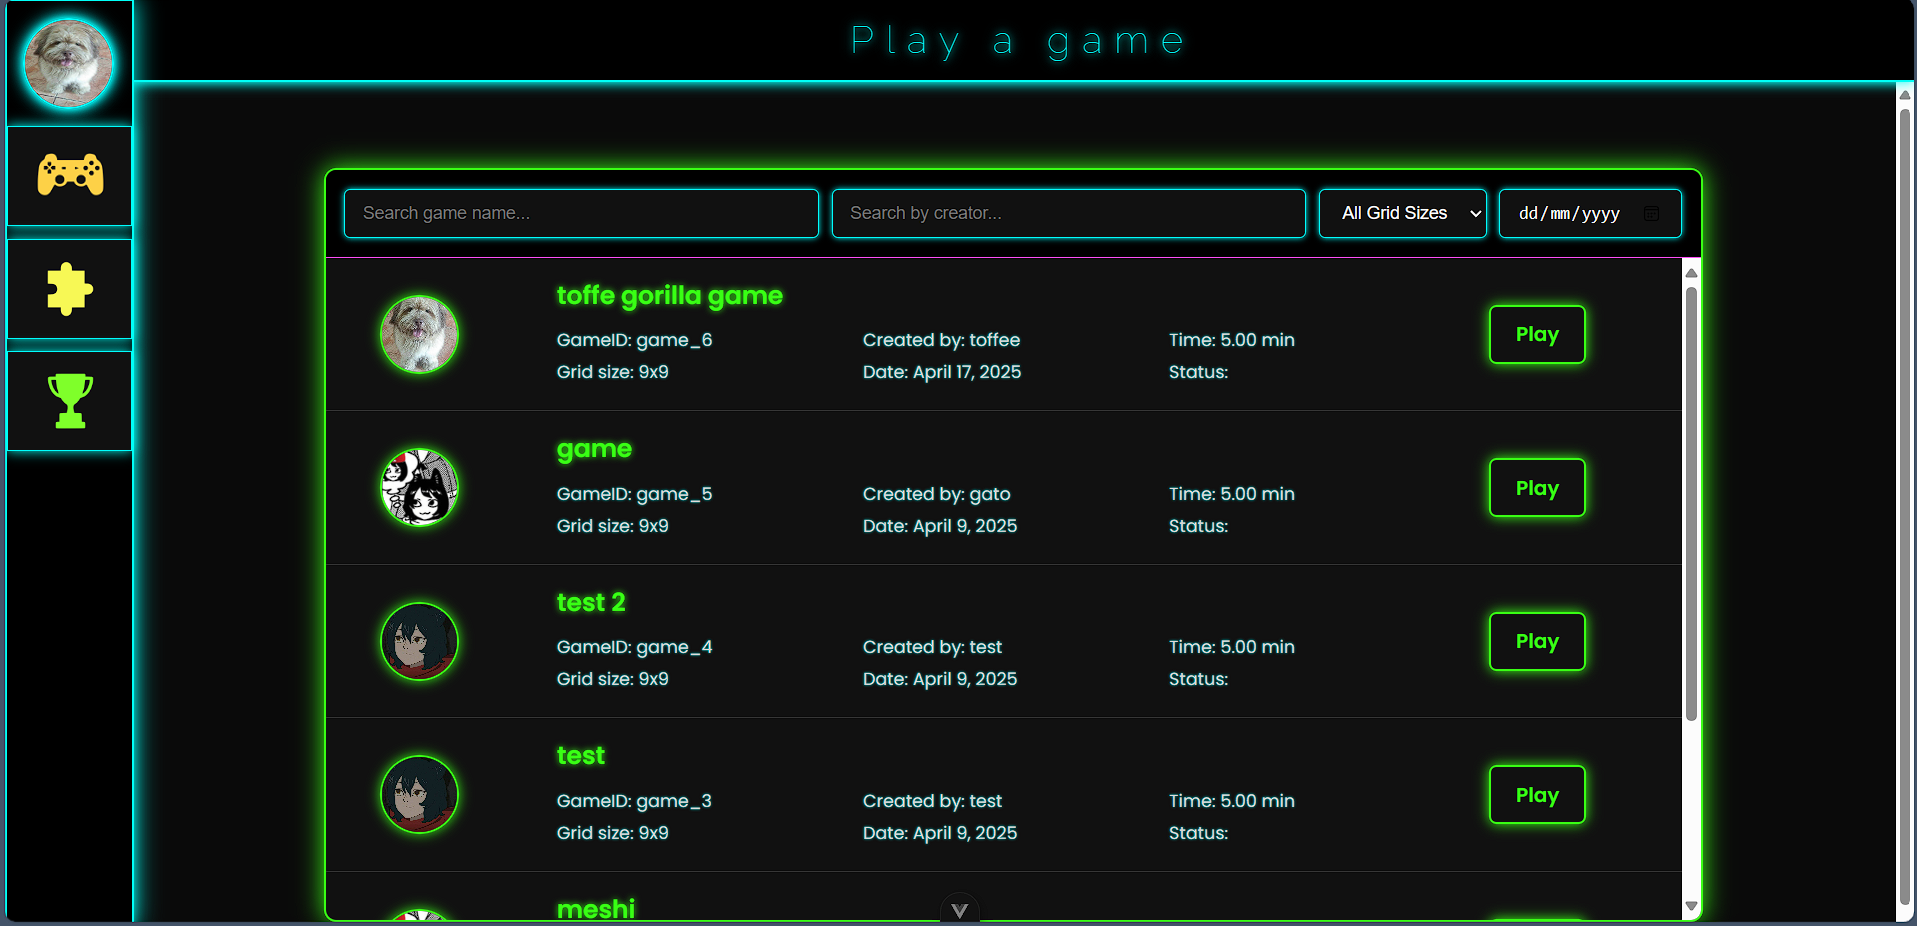 Play a game
Search game name...
Search by creator...
All Grid Sizes
dd/mm/yyyy
toffe gorilla game
GameID: game_6
Created by: toffee
Time: 5.00 min
Play
Grid size: 9x9
Date: April 17, 2025
Status:
game
GameID: game_5
Created by: gato
Time: 5.00 min
Play
Grid size: 9x9
Date: April 9, 2025
Status:
test 2
GameID: game_4
Created by: test
Time: 5.00 min
Play
Grid size: 9x9
Date: April 9, 2025
Status:
test
GameID: game_3
Created by: test
Time: 5.00 min
Play
Grid size: 9x9
Date: April 9, 2025
Status:
meshi